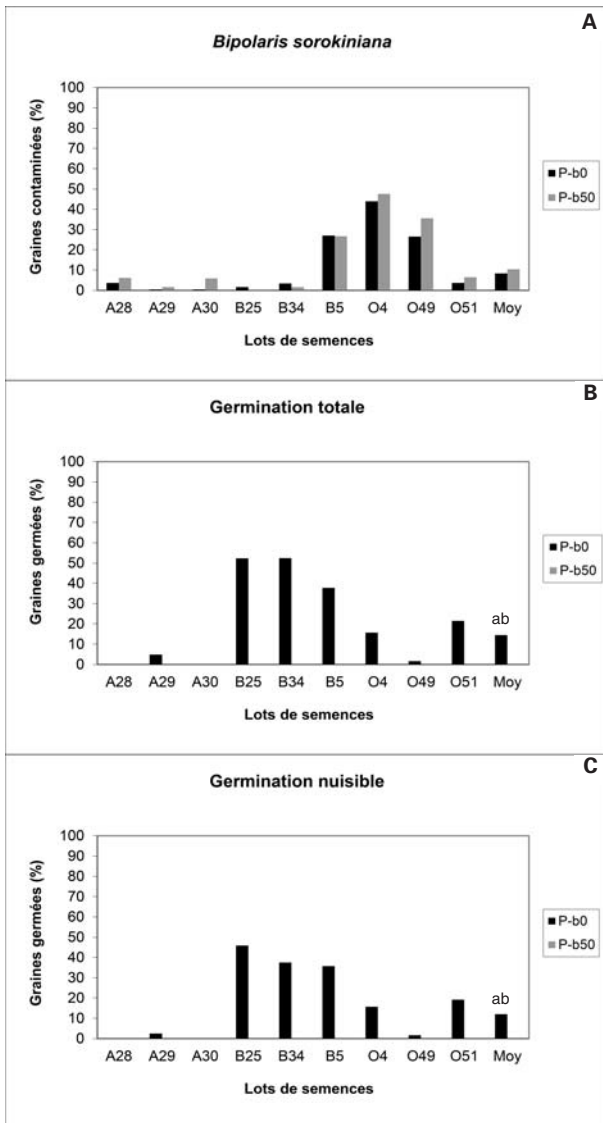 A
Bipolaris sorokiniana
Graines contaminées (%)
100
90
80
70
60
50
40
30
20
10
0
A28 A29 A30 B25 B34 B5 O4 O49 O51 Moy
Lots de semences
P-b0
P-b50
B
Germination totale
Graines germées (%)
100
90
80
70
60
50
40
30
20
10
0
ab
A28 A29 A30 B25 B34 B5 O4 O49 O51 Moy
Lots de semences
P-b0
P-b50
C
Germination nuisible
Graines germées (%)
100
90
80
70
60
50
40
30
20
10
0
ab
A28 A29 A30 B25 B34 B5 O4 O49 O51 Moy
Lots de semences
P-b0
P-b50